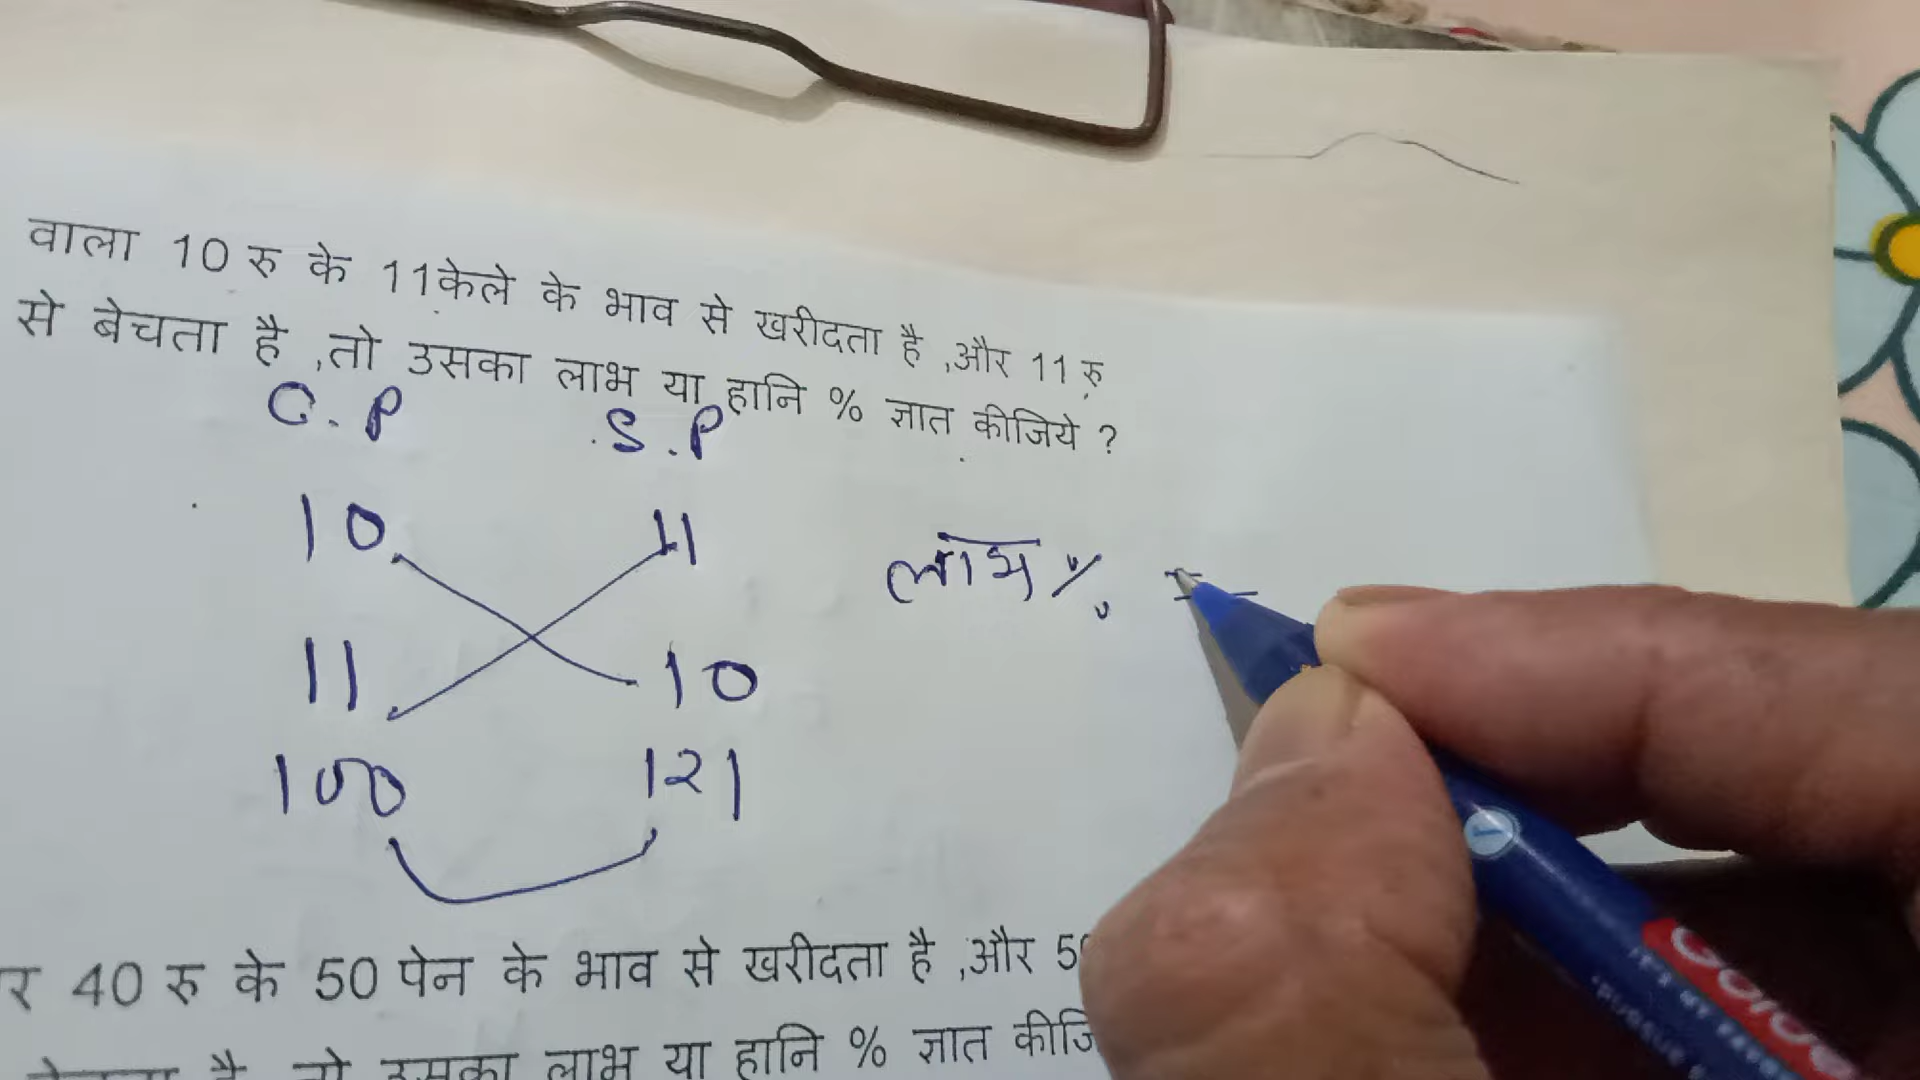 वाला 10 रु के 11केले के भाव से खरीदता है ,और 11 रु
से बेचता है ,तो उसका लाभ या हानि % ज्ञात कीजिये ?
C.P S.P
10 11
लाभ % =
11 10
100 121
र 40 रु के 50 पेन के भाव से खरीदता है ,और
है, तो उसका लाभ या हानि % ज्ञात